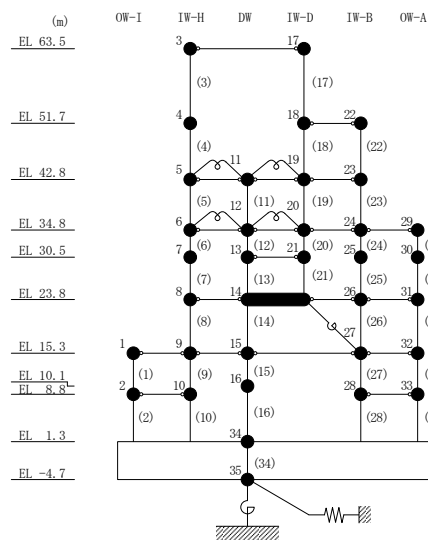 (m) OW-I IW-H DW IW-D IW-B OW-A
EL 63.5 3 17
(3) (17)
EL 51.7 4 18 22
(4) (18) (22)
EL 42.8 5 11 19 23
(5) (11) (19) (23)
EL 34.8 6 12 20 24 29
(6) (12) (20) (24) (
EL 30.5 7 13 21 25 30
(7) (13) (21) (25) (
EL 23.8 8 14 26 31
(8) (14) (26) (
27
EL 15.3 1 9 15 32
(1) (9) (15) (27) (
EL 10.1 16
EL 8.8 2 10 28 33
(2) (10) (16) (28) (
EL 1.3 34
(34)
EL -4.7 35